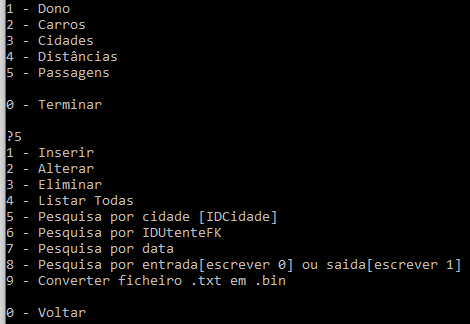 1 - Dono
2 - Carros
3 - Cidades
4 - Distâncias
5 - Passagens
0 - Terminar
?5
1 - Inserir
2 - Alterar
3 - Eliminar
4 - Listar Todas
5 - Pesquisa por cidade [IDCidade]
6 - Pesquisa por IDUtenteFK
7 - Pesquisa por data
8 - Pesquisa por entrada[escrever 0] ou saida[escrever 1]
9 - Converter ficheiro .txt em .bin
0 - Voltar